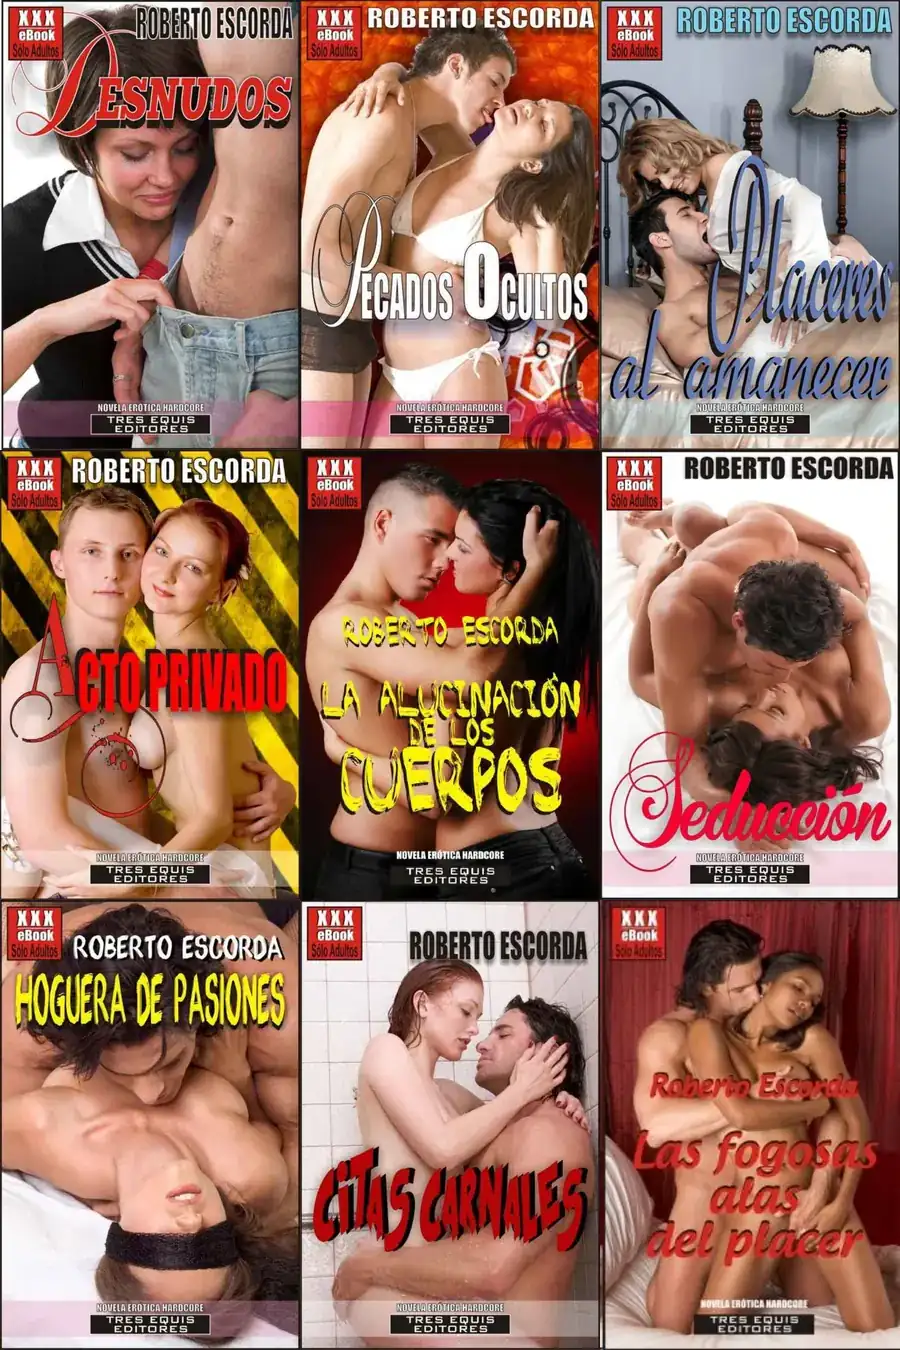 XXX
eBook
Sólo Adultos
ROBERTO ESCORDA
DESNUDOS
NOVELA ERÓTICA HARDCORE
TRES EQUIS
EDITORES
XXX
eBook
Sólo Adultos
ROBERTO ESCORDA
PECADOS OCULTOS
NOVELA ERÓTICA HARDCORE
TRES EQUIS
EDITORES
XXX
eBook
Sólo Adultos
ROBERTO ESCORDA
Placeres
al amanecer
NOVELA ERÓTICA HARDCORE
TRES EQUIS
EDITORES
XXX
eBook
Sólo Adultos
ROBERTO ESCORDA
ACTO PRIVADO
NOVELA ERÓTICA HARDCORE
TRES EQUIS
EDITORES
XXX
eBook
Sólo Adultos
ROBERTO ESCORDA
LA ALUCINACIÓN
DE LOS
CUERPOS
NOVELA ERÓTICA HARDCORE
TRES EQUIS
EDITORES
XXX
eBook
Sólo Adultos
ROBERTO ESCORDA
Seducción
NOVELA ERÓTICA HARDCORE
TRES EQUIS
EDITORES
XXX
eBook
Sólo Adultos
ROBERTO ESCORDA
HOGUERA DE PASIONES
NOVELA ERÓTICA HARDCORE
TRES EQUIS
EDITORES
XXX
eBook
Sólo Adultos
ROBERTO ESCORDA
CITAS CARNALES
NOVELA ERÓTICA HARDCORE
TRES EQUIS
EDITORES
XXX
eBook
Sólo Adultos
Roberto Escorda
Las fogosas
alas
del placer
NOVELA ERÓTICA HARDCORE
TRES EQUIS
EDITORES